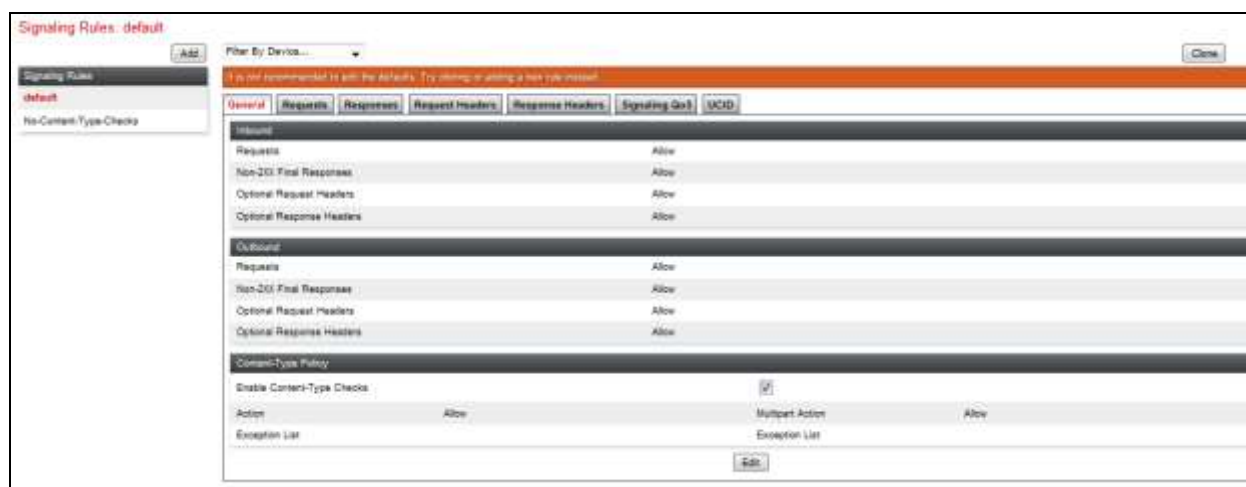 Signaling Rules: default
Add
Filter By Device...
Clone
Signaling Rules
It is not recommended to edit the defaults. Try cloning or adding a new rule instead.
default
General Requests Responses Request Headers Response Headers Signaling QoS UCID
No-Content-Type-Checks
Inbound
Requests Allow
Non-2XX Final Responses Allow
Optional Request Headers Allow
Optional Response Headers Allow
Outbound
Requests Allow
Non-2XX Final Responses Allow
Optional Request Headers Allow
Optional Response Headers Allow
Content-Type Policy
Enable Content-Type Checks
Action Allow Multipart Action Allow
Exception List Exception List
Edit